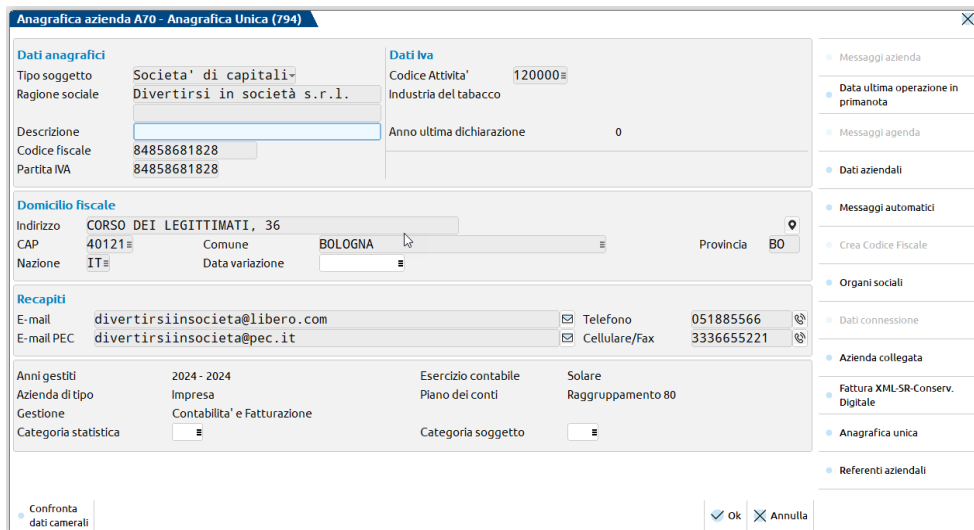 Anagrafica azienda A70 - Anagrafica Unica (794)
Dati anagrafici
Tipo soggetto Societa' di capitali
Ragione sociale Divertirsi in società s.r.l.
Descrizione
Codice fiscale 84858681828
Partita IVA 84858681828
Dati Iva
Codice Attivita' 120000
Industria del tabacco
Anno ultima dichiarazione 0
Domicilio fiscale
Indirizzo CORSO DEI LEGITTIMATI, 36
CAP 40121 Comune BOLOGNA Provincia BO
Nazione IT Data variazione
Recapiti
E-mail divertirsiinsocieta@libero.com Telefono 051885566
E-mail PEC divertirsiinsocieta@pec.it Cellulare/Fax 3336655221
Anni gestiti 2024 - 2024 Esercizio contabile Solare
Azienda di tipo Impresa Piano dei conti Raggruppamento 80
Gestione Contabilita' e Fatturazione
Categoria statistica Categoria soggetto
Messaggi azienda
Data ultima operazione in
primanota
Messaggi agenda
Dati aziendali
Messaggi automatici
Crea Codice Fiscale
Organi sociali
Dati connessione
Azienda collegata
Fattura XML-SR-Conserv.
Digitale
Anagrafica unica
Referenti aziendali
Confronta
dati camerali
Ok Annulla